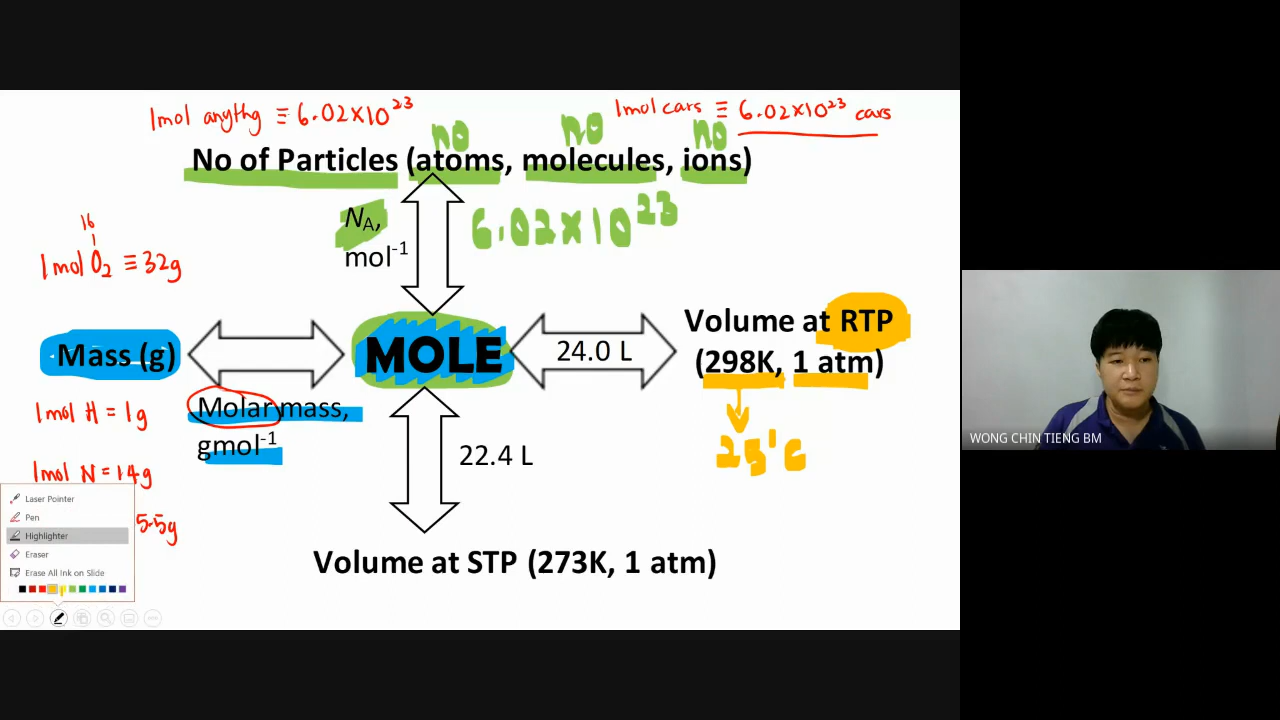 1mol anythg ≡ 6.02×10²³
1mol cars ≡ 6.02×10²³ cars
no no no
No of Particles (atoms, molecules, ions)
NA, mol⁻¹
6.02×10²³
16
1mol O₂ ≡ 32g
Mass (g)
MOLE
24.0 L
Volume at RTP
(298K, 1 atm)
25°C
Molar mass,
gmol⁻¹
1mol H = 1g
1mol N = 14g
5.5g
22.4 L
Volume at STP (273K, 1 atm)
Laser Pointer
Pen
Highlighter
Eraser
Erase All Ink on Slide
WONG CHIN TIENG BM